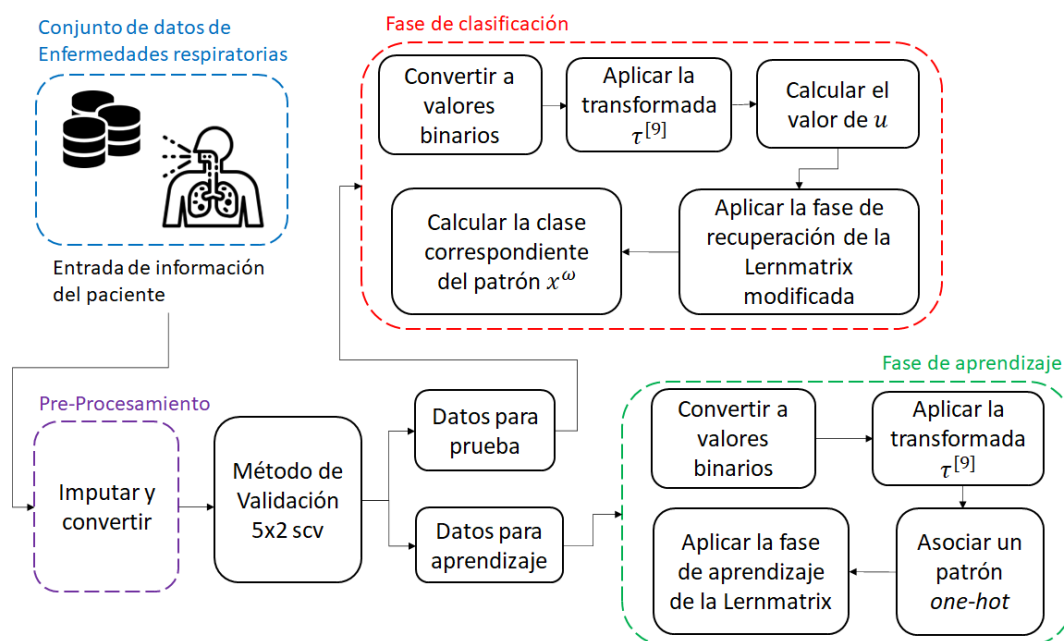 Conjunto de datos de
Enfermedades respiratorias
Entrada de información
del paciente
Fase de clasificación
Convertir a
valores
binarios
Aplicar la
transformada
τ[9]
Calcular el
valor de u
Calcular la clase
correspondiente
del patrón xω
Aplicar la fase de
recuperación de la
Lernmatrix
modificada
Pre-Procesamiento
Imputar y
convertir
Método de
Validación
5x2 scv
Datos para
prueba
Datos para
aprendizaje
Fase de aprendizaje
Convertir a
valores
binarios
Aplicar la
transformada
τ[9]
Aplicar la fase
de aprendizaje
de la Lernmatrix
Asociar un
patrón
one-hot